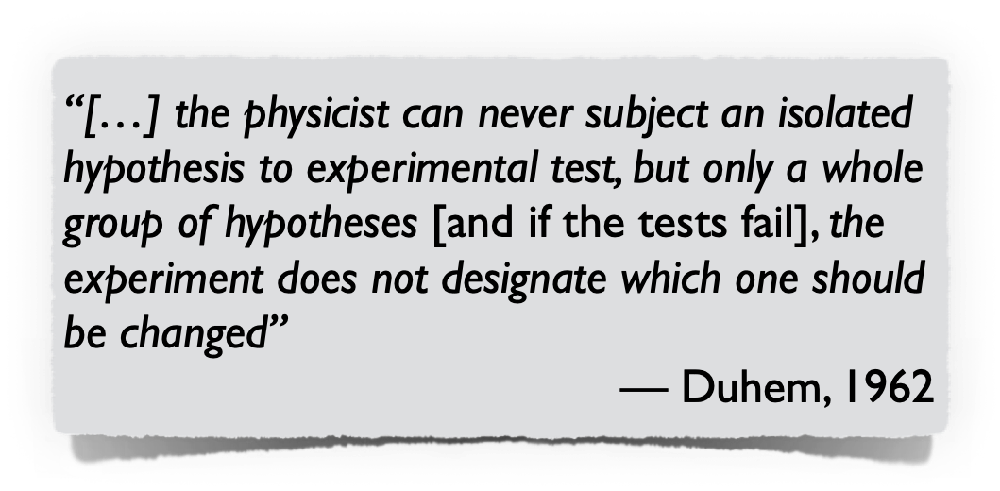 “[…] the physicist can never subject an isolated
hypothesis to experimental test, but only a whole
group of hypotheses [and if the tests fail], the
experiment does not designate which one should
be changed”
— Duhem, 1962